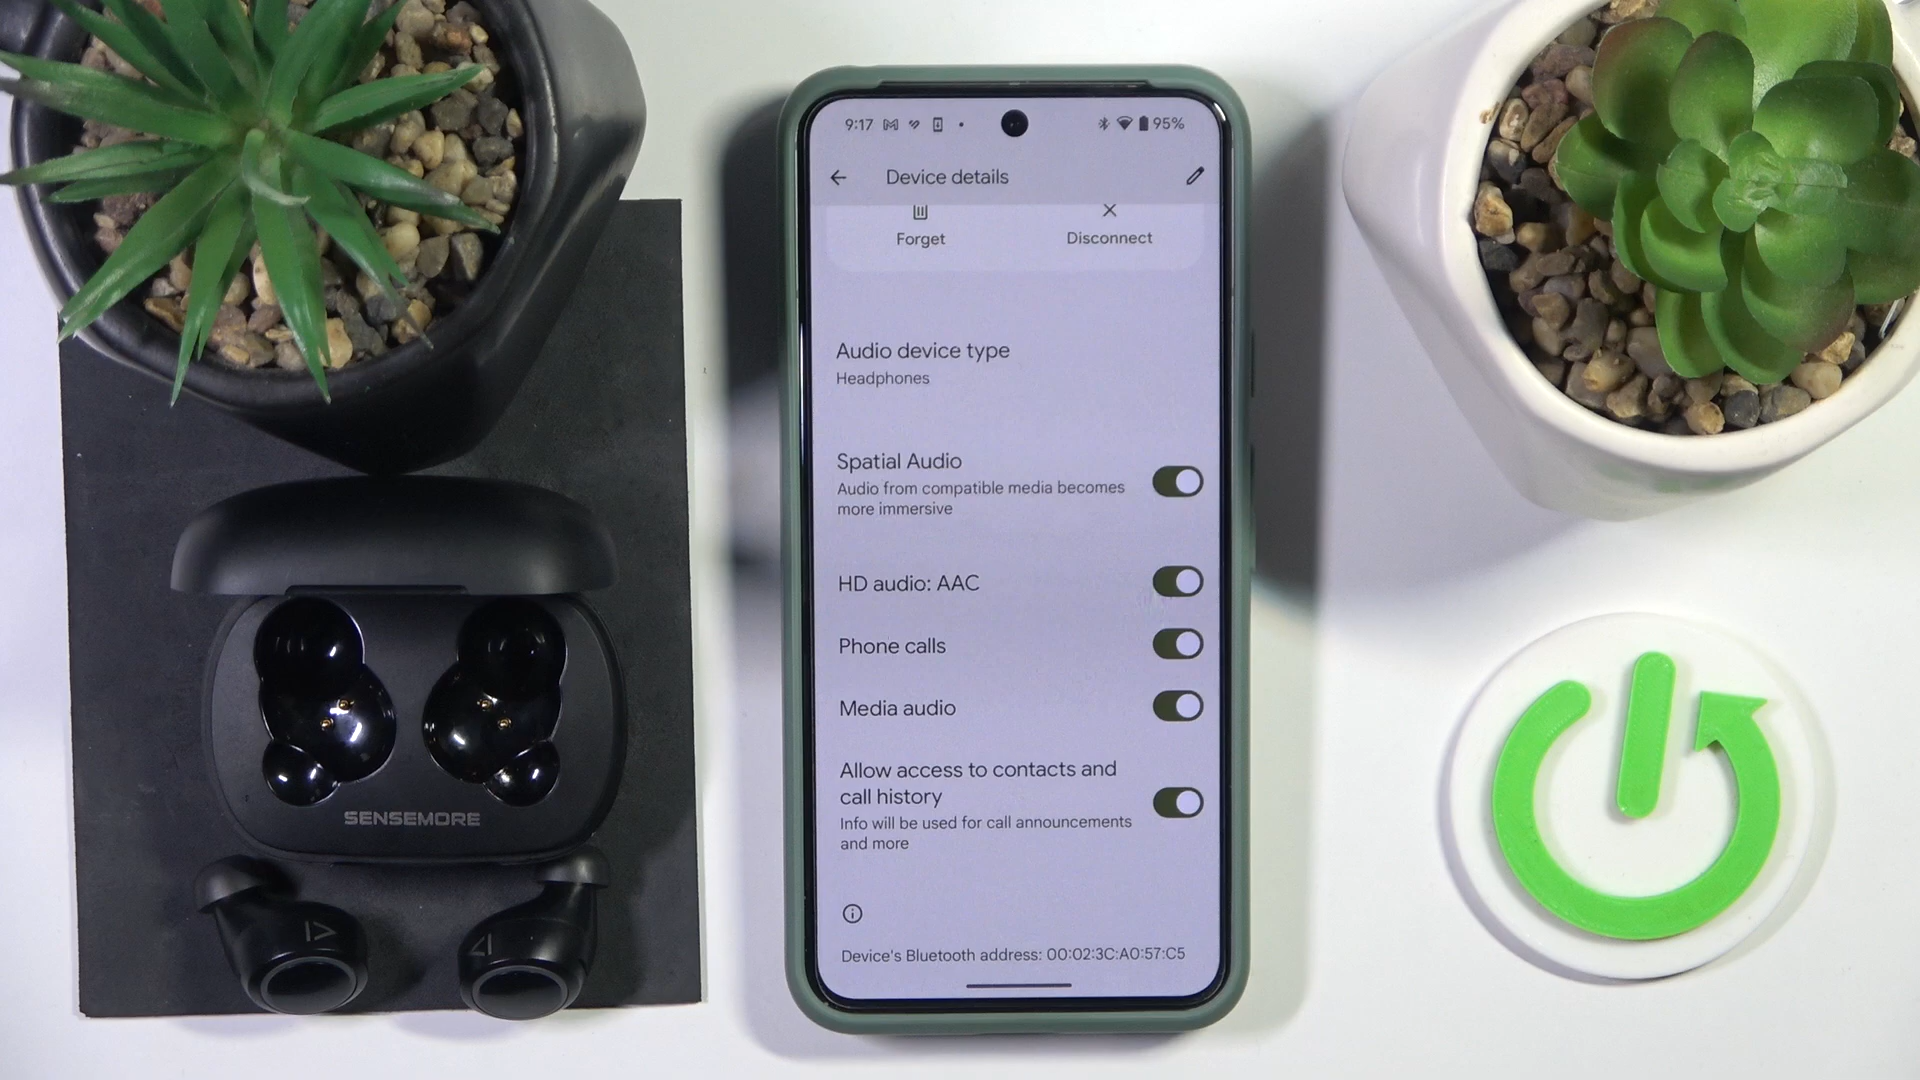 9:17
95%
Device details
Forget
Disconnect
Audio device type
Headphones
Spatial Audio
Audio from compatible media becomes
more immersive
HD audio: AAC
Phone calls
Media audio
Allow access to contacts and
call history
Info will be used for call announcements
and more
Device's Bluetooth address: 00:02:3C:A0:57:C5
SENSEMORE